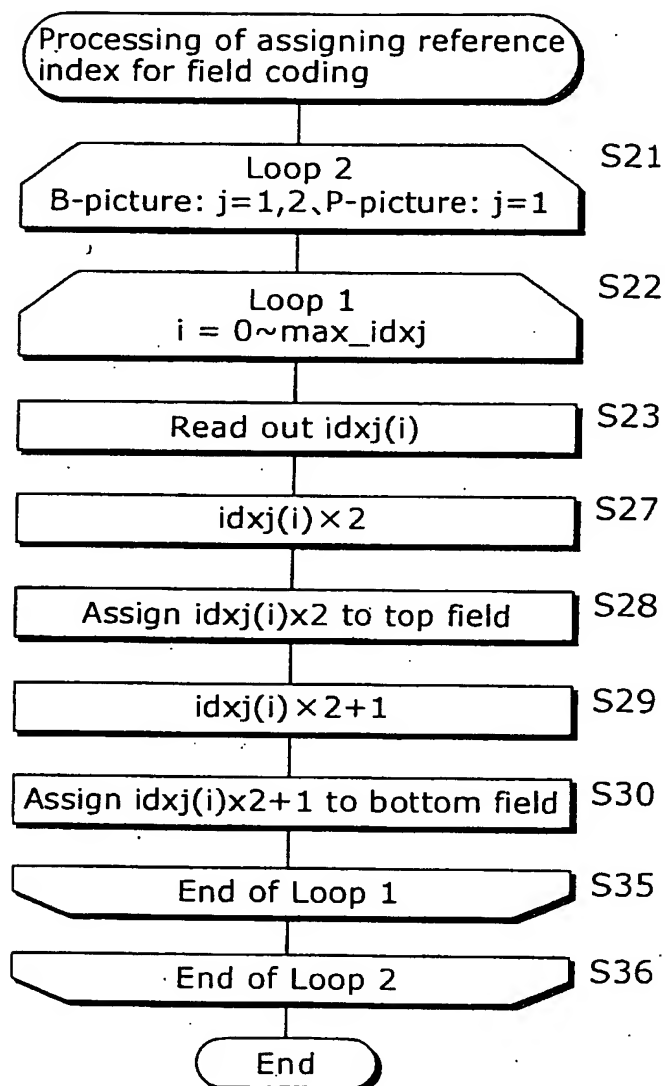 Processing of assigning reference
index for field coding
Loop 2
B-picture: j=1,2、P-picture: j=1
S21
Loop 1
i = 0~max_idxj
S22
Read out idxj(i)
S23
idxj(i)×2
S27
Assign idxj(i)x2 to top field
S28
idxj(i)×2+1
S29
Assign idxj(i)x2+1 to bottom field
S30
End of Loop 1
S35
End of Loop 2
S36
End